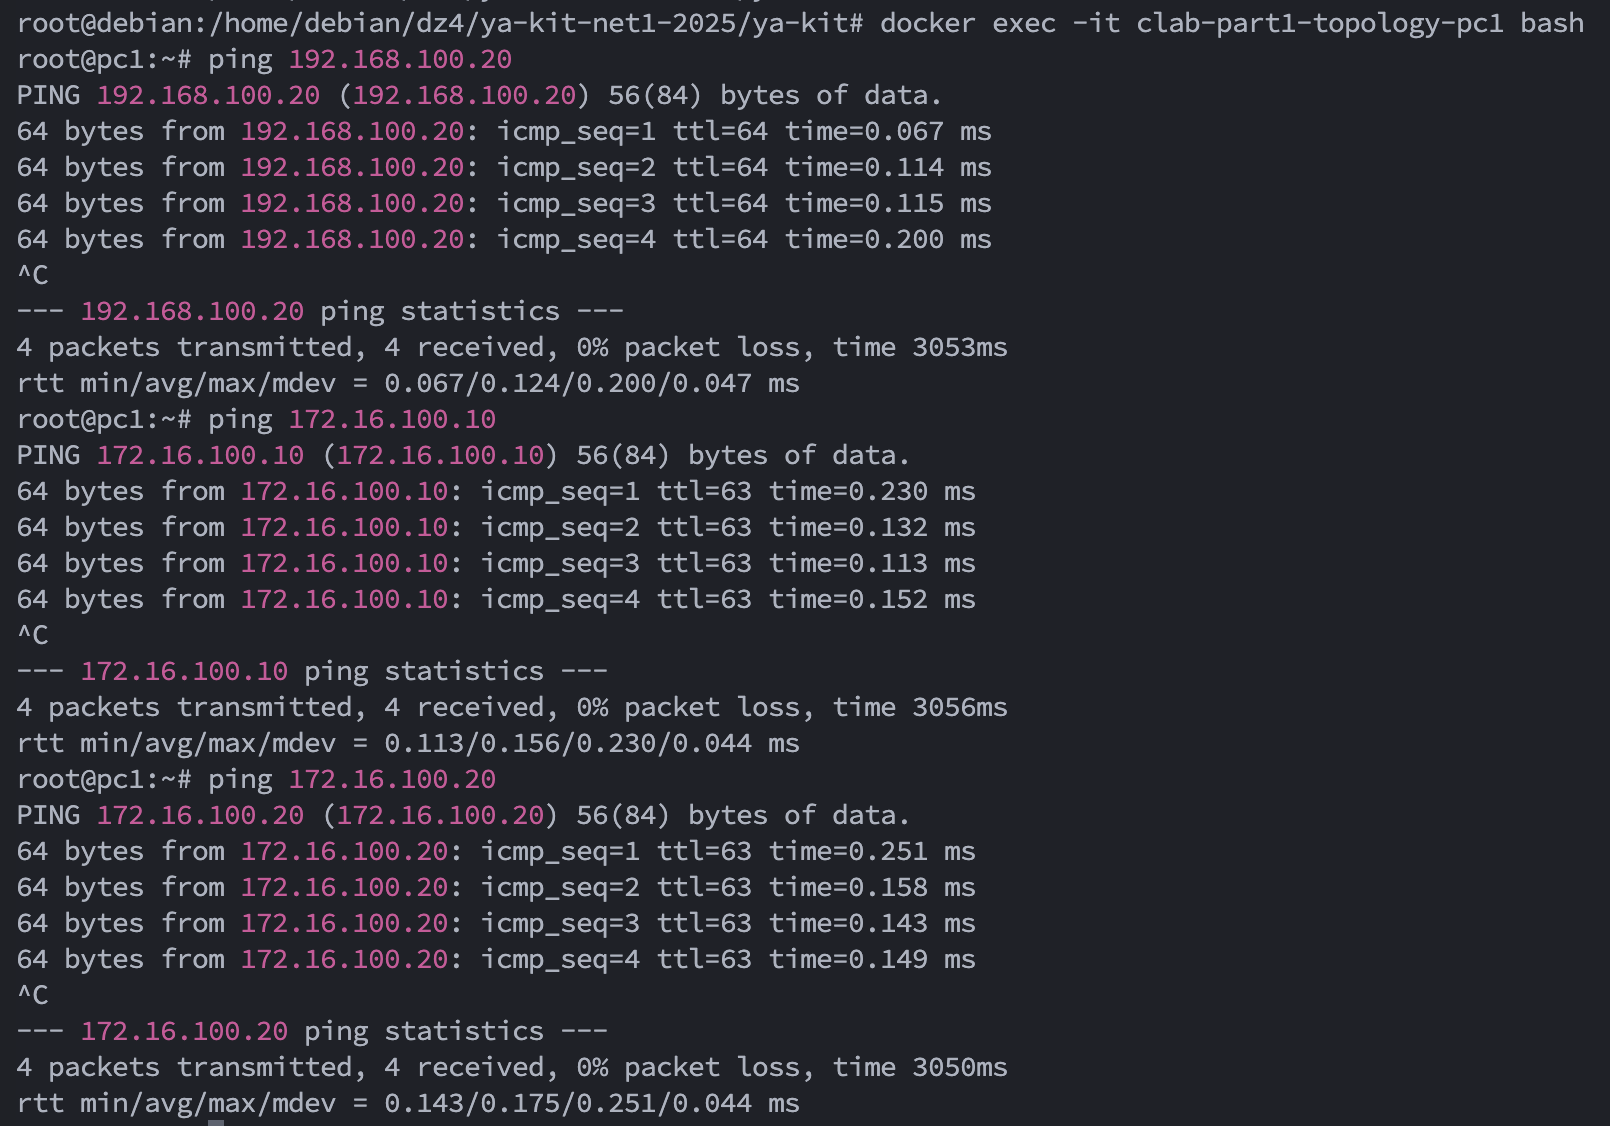 root@debian:/home/debian/dz4/ya-kit-net1-2025/ya-kit# docker exec -it clab-part1-topology-pc1 bash
root@pc1:~# ping 192.168.100.20
PING 192.168.100.20 (192.168.100.20) 56(84) bytes of data.
64 bytes from 192.168.100.20: icmp_seq=1 ttl=64 time=0.067 ms
64 bytes from 192.168.100.20: icmp_seq=2 ttl=64 time=0.114 ms
64 bytes from 192.168.100.20: icmp_seq=3 ttl=64 time=0.115 ms
64 bytes from 192.168.100.20: icmp_seq=4 ttl=64 time=0.200 ms
^C
--- 192.168.100.20 ping statistics ---
4 packets transmitted, 4 received, 0% packet loss, time 3053ms
rtt min/avg/max/mdev = 0.067/0.124/0.200/0.047 ms
root@pc1:~# ping 172.16.100.10
PING 172.16.100.10 (172.16.100.10) 56(84) bytes of data.
64 bytes from 172.16.100.10: icmp_seq=1 ttl=63 time=0.230 ms
64 bytes from 172.16.100.10: icmp_seq=2 ttl=63 time=0.132 ms
64 bytes from 172.16.100.10: icmp_seq=3 ttl=63 time=0.113 ms
64 bytes from 172.16.100.10: icmp_seq=4 ttl=63 time=0.152 ms
^C
--- 172.16.100.10 ping statistics ---
4 packets transmitted, 4 received, 0% packet loss, time 3056ms
rtt min/avg/max/mdev = 0.113/0.156/0.230/0.044 ms
root@pc1:~# ping 172.16.100.20
PING 172.16.100.20 (172.16.100.20) 56(84) bytes of data.
64 bytes from 172.16.100.20: icmp_seq=1 ttl=63 time=0.251 ms
64 bytes from 172.16.100.20: icmp_seq=2 ttl=63 time=0.158 ms
64 bytes from 172.16.100.20: icmp_seq=3 ttl=63 time=0.143 ms
64 bytes from 172.16.100.20: icmp_seq=4 ttl=63 time=0.149 ms
^C
--- 172.16.100.20 ping statistics ---
4 packets transmitted, 4 received, 0% packet loss, time 3050ms
rtt min/avg/max/mdev = 0.143/0.175/0.251/0.044 ms